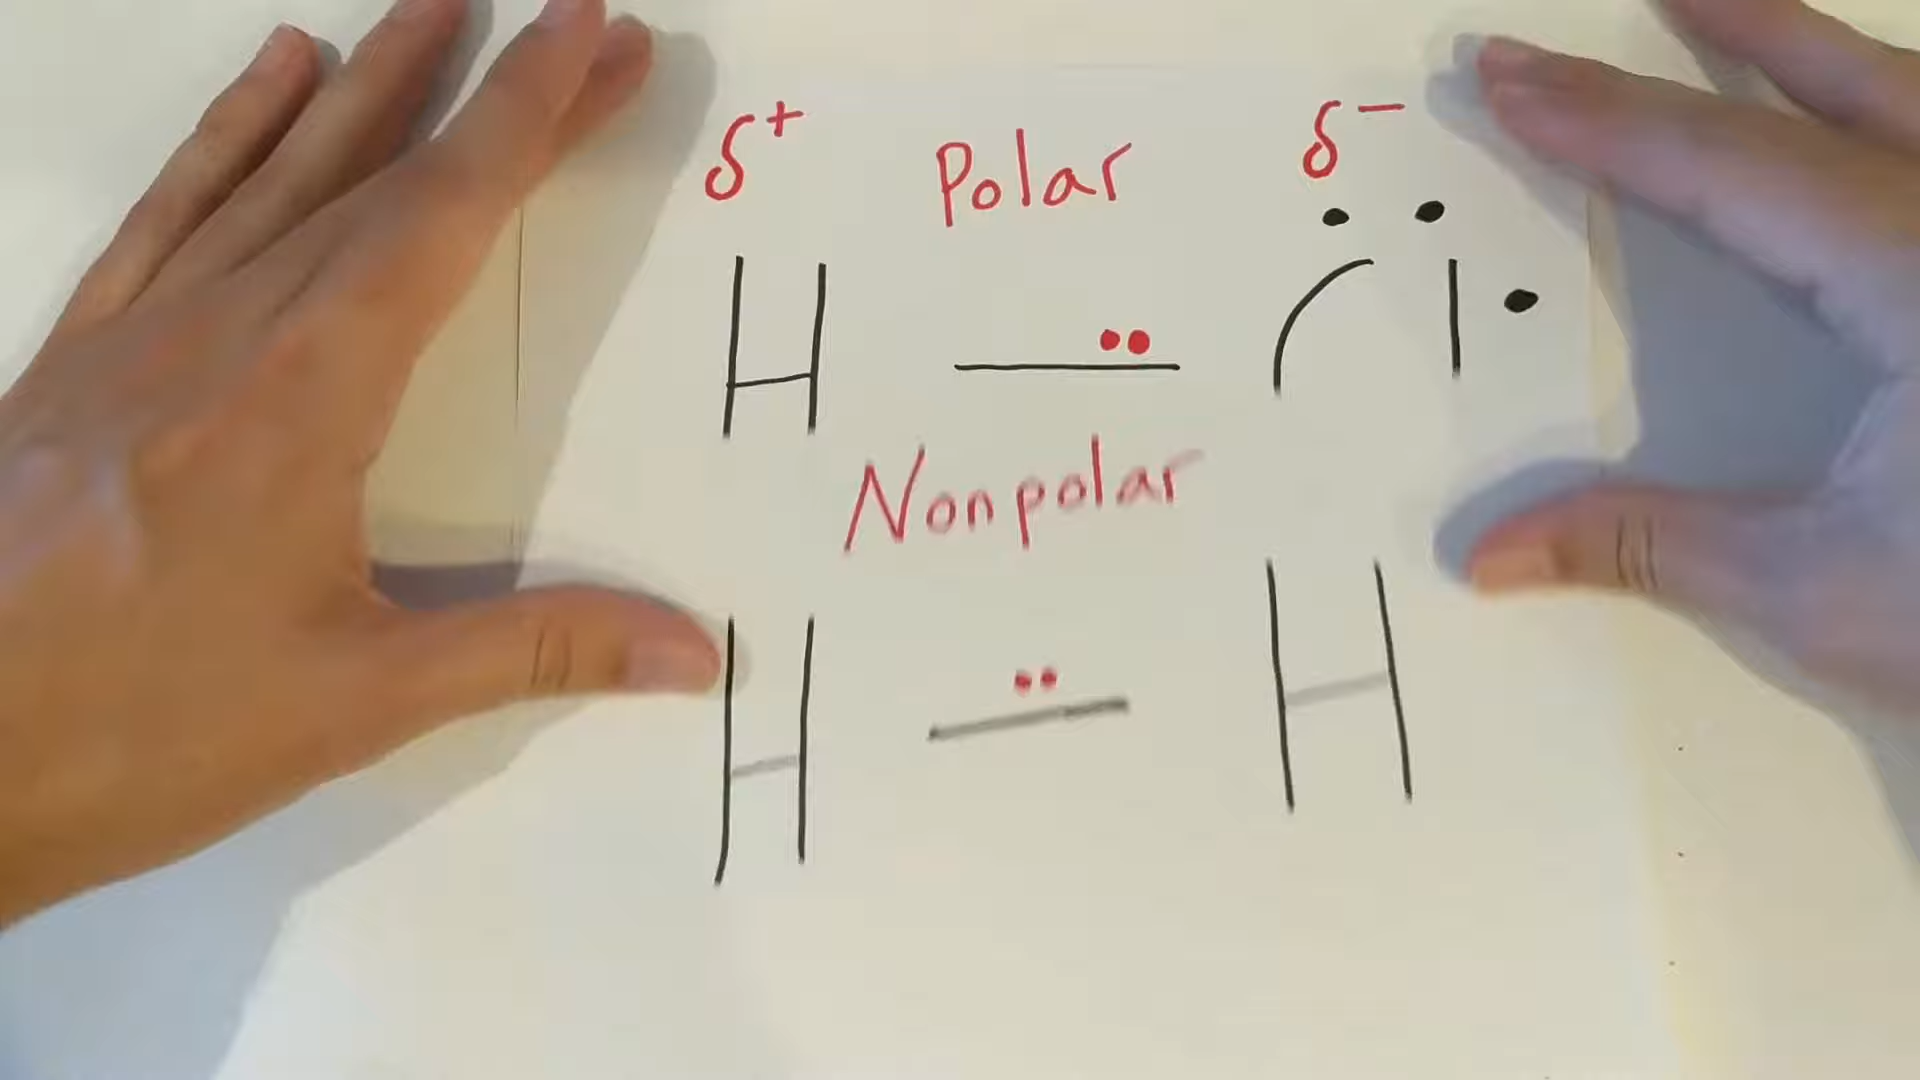 δ+ Polar δ−
H — Cl
Nonpolar
H — H